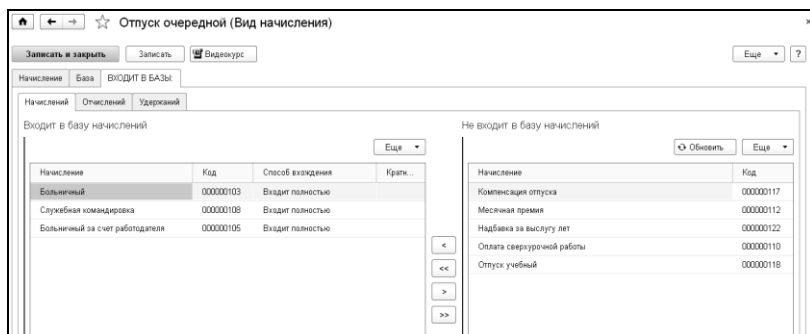 Отпуск очередной (Вид начисления)
Записать и закрыть Записать Видеокурс Еще ?
Начисление База ВХОДИТ В БАЗЫ:
Начислений Отчислений Удержаний
Входит в базу начислений Не входит в базу начислений
Еще Обновить Еще
Начисление Код Способ вхождения Кратн... Начисление Код
Больничный 000000103 Входит полностью Компенсация отпуска 000000117
Служебная командировка 000000108 Входит полностью Месячная премия 000000112
Больничный за счет работодателя 000000105 Входит полностью Надбавка за выслугу лет 000000122
< Оплата сверхурочной работы 000000110
<< Отпуск учебный 000000118
>
>>